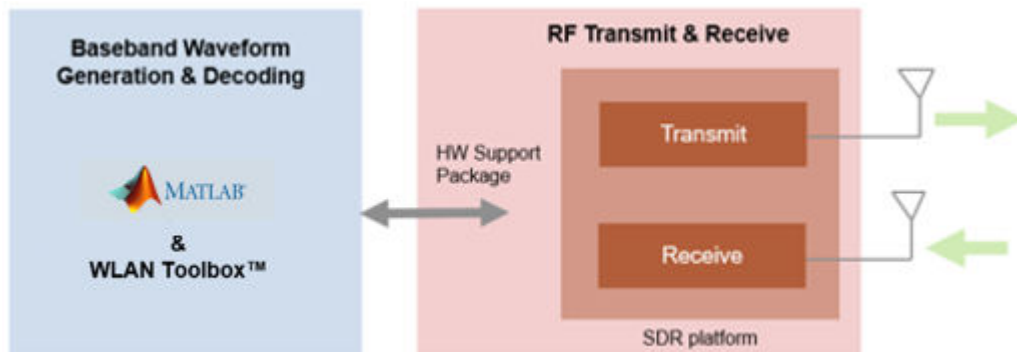 Baseband Waveform
Generation & Decoding
MATLAB®
&
WLAN Toolbox™
RF Transmit & Receive
HW Support
Package
Transmit
Receive
SDR platform